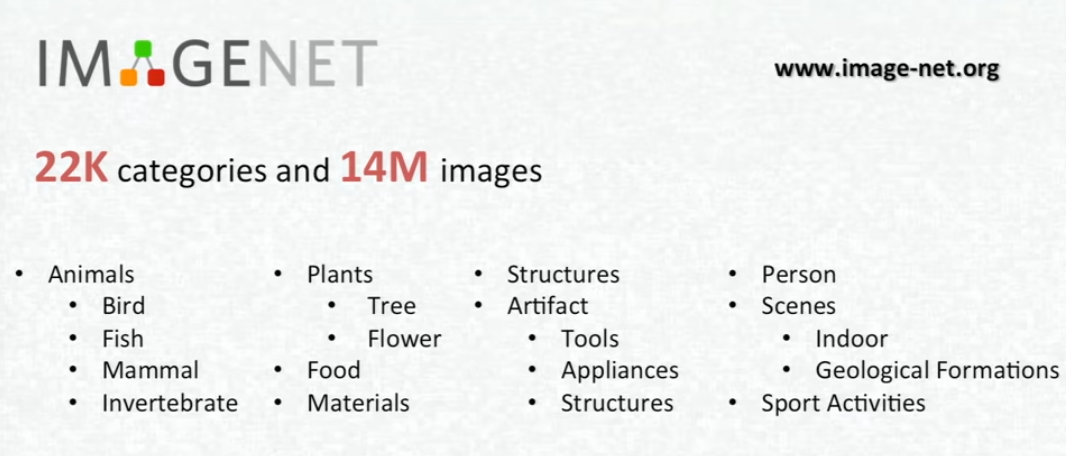 IMAGENET
www.image-net.org
22K categories and 14M images
• Animals
• Bird
• Fish
• Mammal
• Invertebrate
• Plants
• Tree
• Flower
• Food
• Materials
• Structures
• Artifact
• Tools
• Appliances
• Structures
• Person
• Scenes
• Indoor
• Geological Formations
• Sport Activities